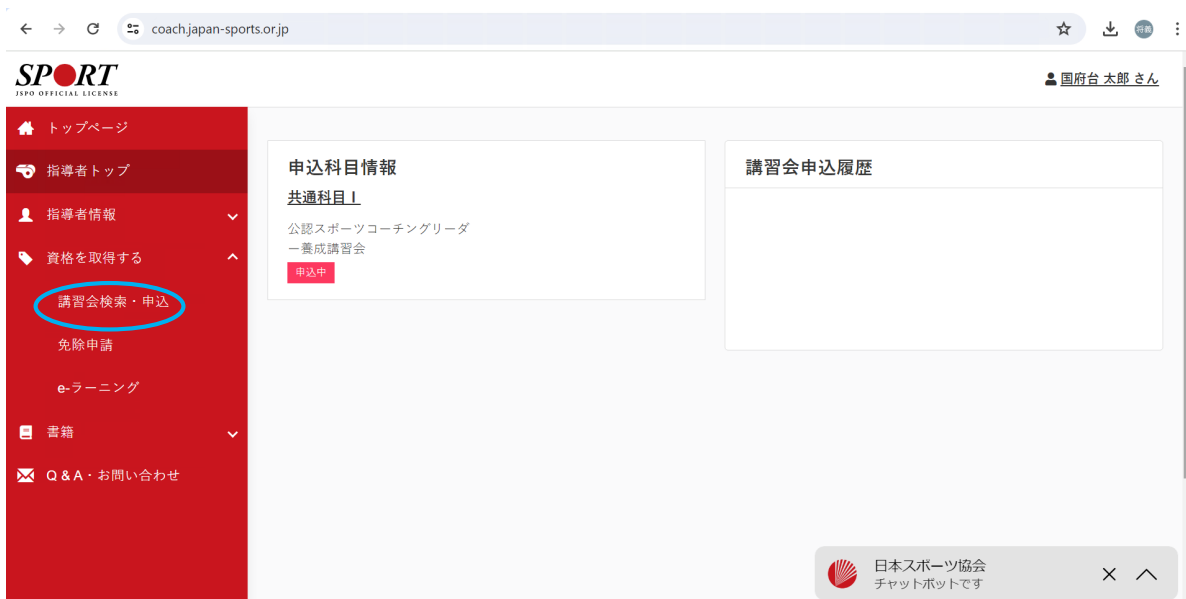 coach.japan-sports.or.jp
将義
SPORT
JSPO OFFICIAL LICENSE
国府台 太郎 さん
トップページ
指導者トップ
指導者情報
資格を取得する
講習会検索・申込
免除申請
e-ラーニング
書籍
Q & A・お問い合わせ
申込科目情報
共通科目Ⅰ
公認スポーツコーチングリーダ
ー養成講習会
申込中
講習会申込履歴
日本スポーツ協会
チャットボットです